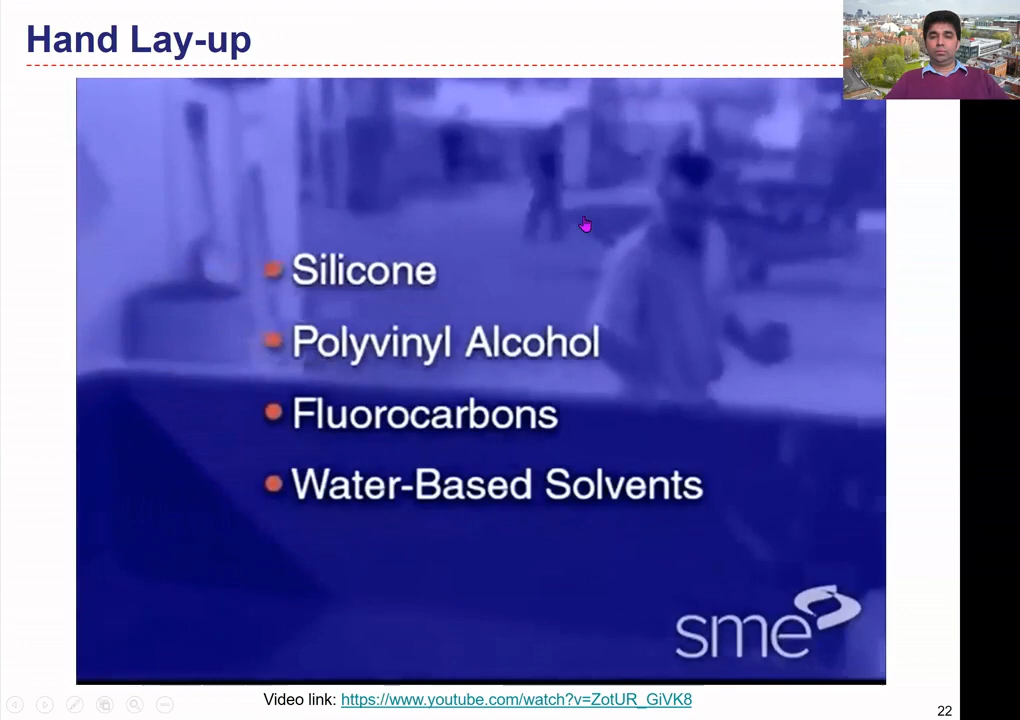 Hand Lay-up
Silicone
Polyvinyl Alcohol
Fluorocarbons
Water-Based Solvents
sme
Video link: https://www.youtube.com/watch?v=ZotUR_GiVK8
22